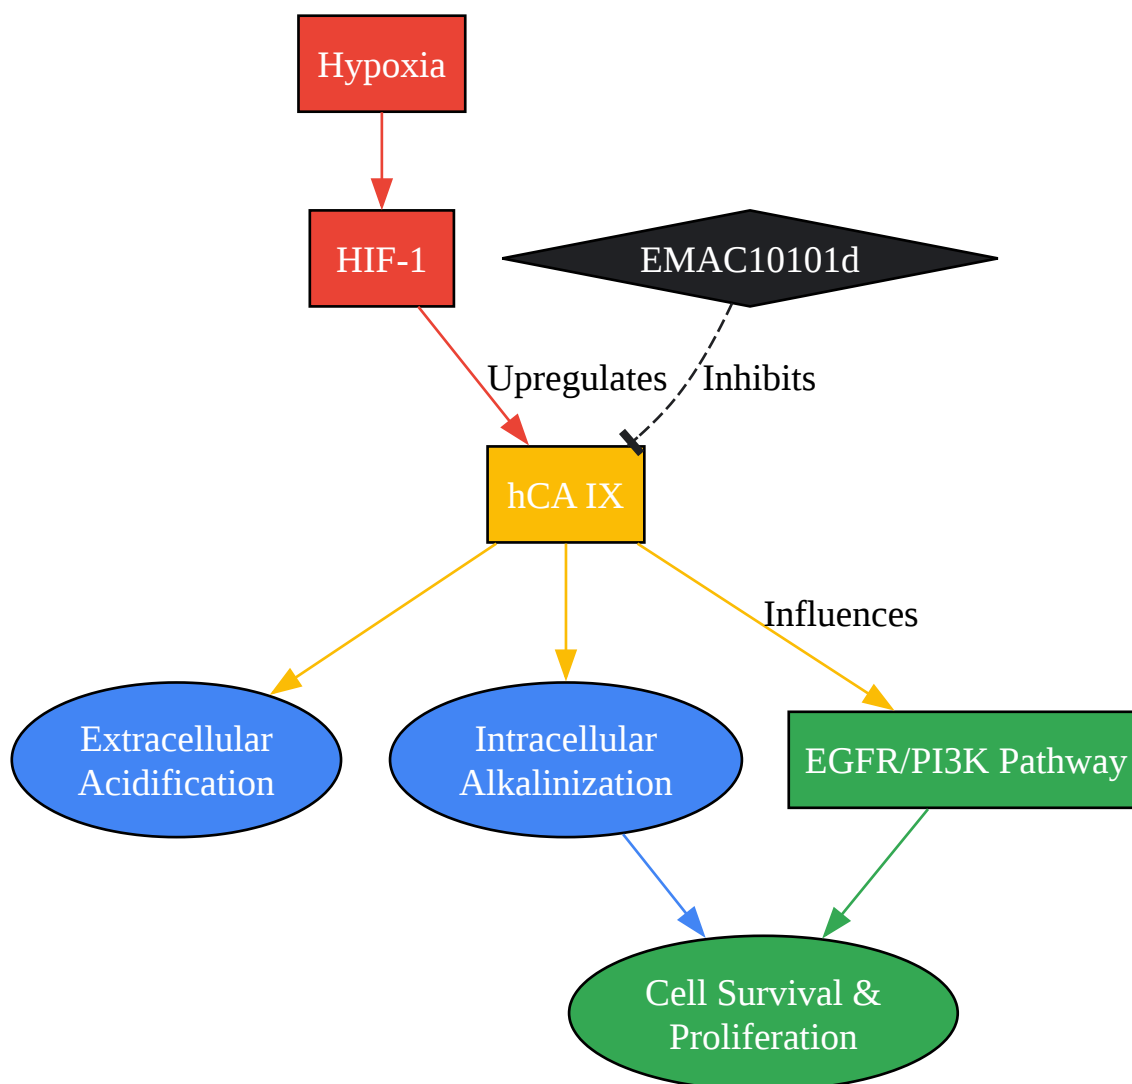 Hypoxia
HIF-1
EMAC10101d
Upregulates
Inhibits
hCA IX
Influences
Extracellular
Acidification
Intracellular
Alkalinization
EGFR/PI3K Pathway
Cell Survival &
Proliferation